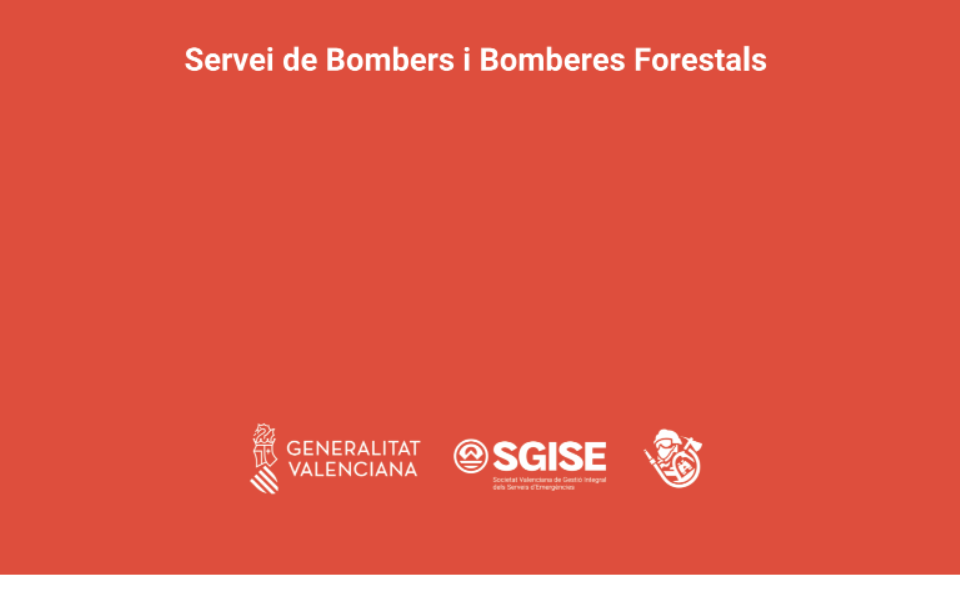 Servei de Bombers i Bomberes Forestals
GENERALITAT
VALENCIANA
SGISE
Societat Valenciana de Gestió Integral
dels Serveis d'Emergències